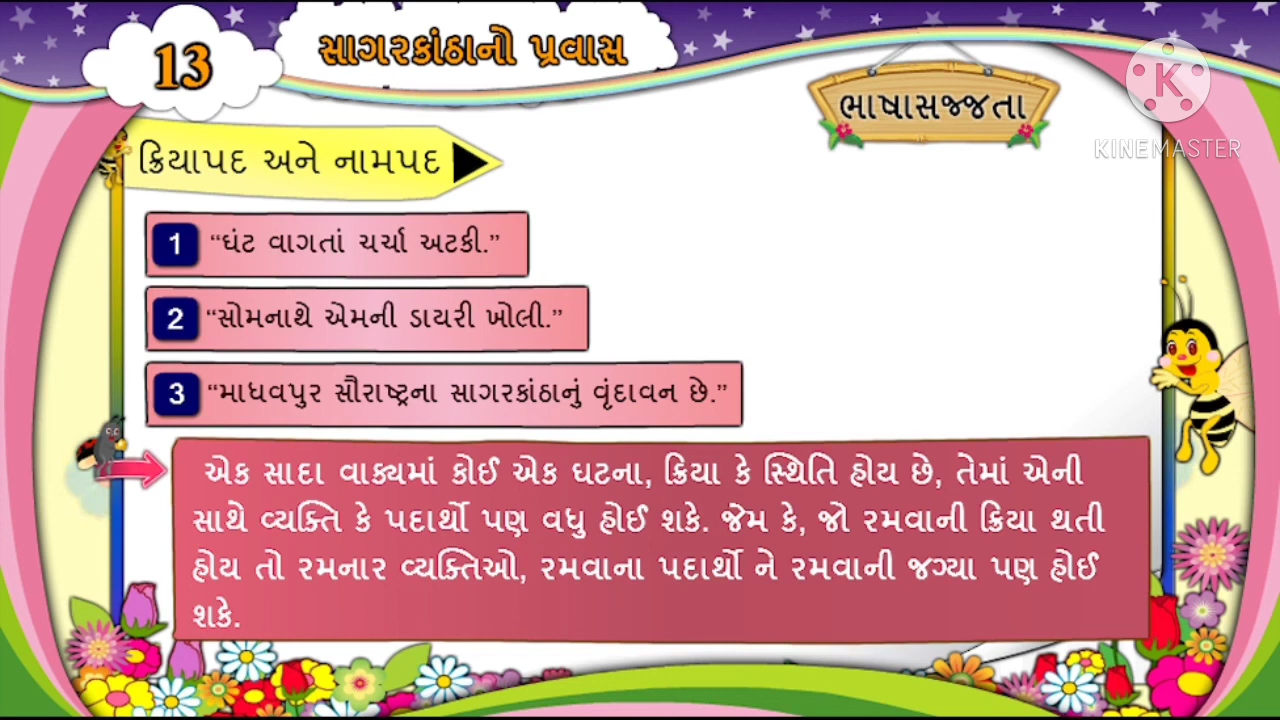 13
સાગરકાંઠાનો પ્રવાસ
ભાષાસજ્જતા
K
KINEMASTER
ક્રિયાપદ અને નામપદ
1 “ઘંટ વાગતાં ચર્ચા અટકી.”
2 “સોમનાથે એમની ડાયરી ખોલી.”
3 “માધવપુર સૌરાષ્ટ્રના સાગરકાંઠાનું વૃંદાવન છે.”
એક સાદા વાક્યમાં કોઈ એક ઘટના, ક્રિયા કે સ્થિતિ હોય છે, તેમાં એની
સાથે વ્યક્તિ કે પદાર્થો પણ વધુ હોઈ શકે. જેમ કે, જો રમવાની ક્રિયા થતી
હોય તો રમનાર વ્યક્તિઓ, રમવાના પદાર્થો ને રમવાની જગ્યા પણ હોઈ
શકે.